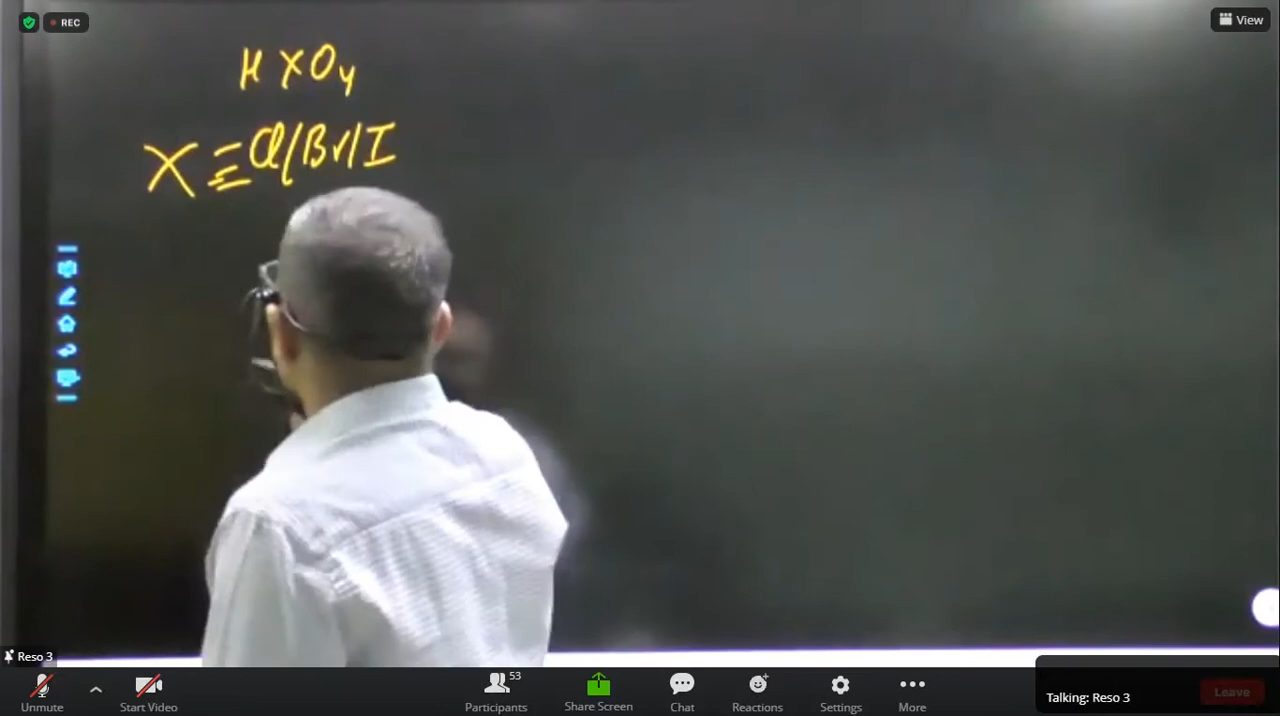 REC
View
HXO4
X ≡ Cl/Br/I
Reso 3
Unmute
Start Video
53
Participants
Share Screen
Chat
Reactions
Settings
More
Talking: Reso 3
Leave